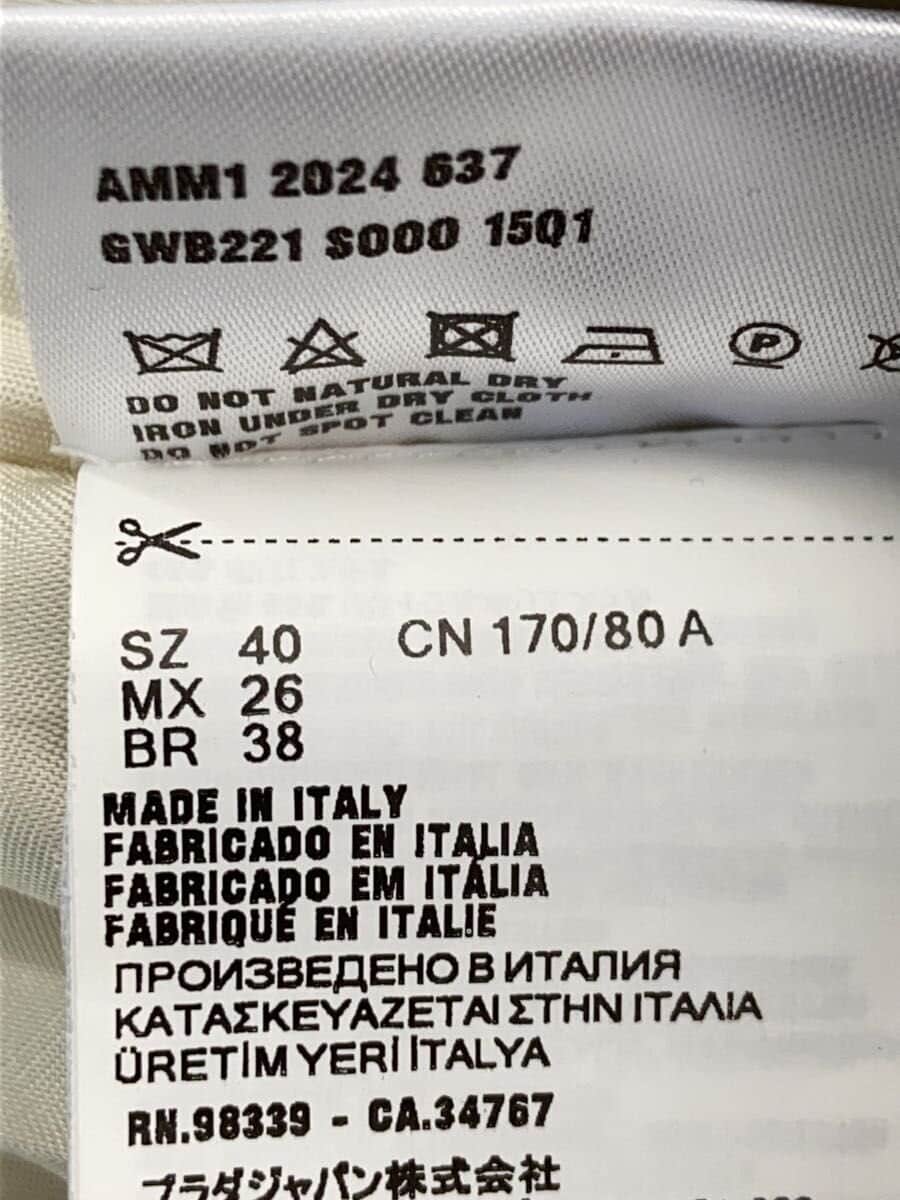 AMM1 2024 637
GWB221 S000 15Q1
P
DO NOT NATURAL DRY
IRON UNDER DRY CLOTH
DO NOT SPOT CLEAN
SZ 40 CN 170/80 A
MX 26
BR 38
MADE IN ITALY
FABRICADO EN ITALIA
FABRICADO EM ITÁLIA
FABRIQUÉ EN ITALIE
ПРОИЗВЕДЕНО В ИТАЛИЯ
ΚΑΤΑΣΚΕΥΑΖΕΤΑΙ ΣΤΗΝ ΙΤΑΛΙΑ
ÜRETİM YERİ İTALYA
RN.98339 - CA.34767
プラダジャパン株式会社